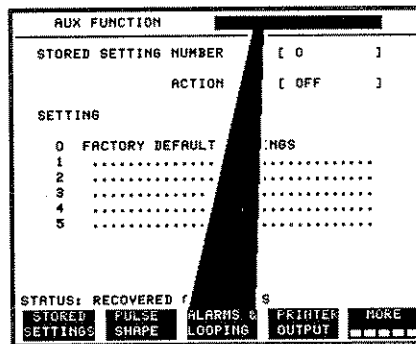 AUX FUNCTION
STORED SETTING NUMBER [ 0 ]
ACTION [ OFF ]
SETTING
0 FACTORY DEFAULT INGS
1 ................................
2 ................................
3 ................................
4 ................................
5 ................................
STATUS: RECOVERED S
STORED SETTINGS PULSE SHAPE ALARMS & LOOPING PRINTER OUTPUT MORE